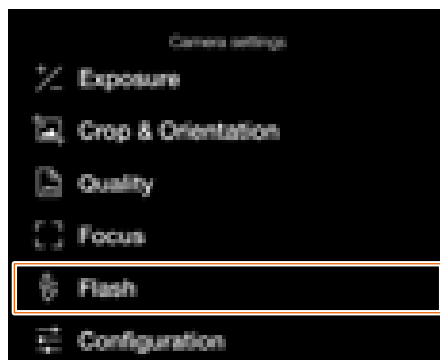 Camera settings
Exposure
Crop & Orientation
Quality
Focus
Flash
Configuration